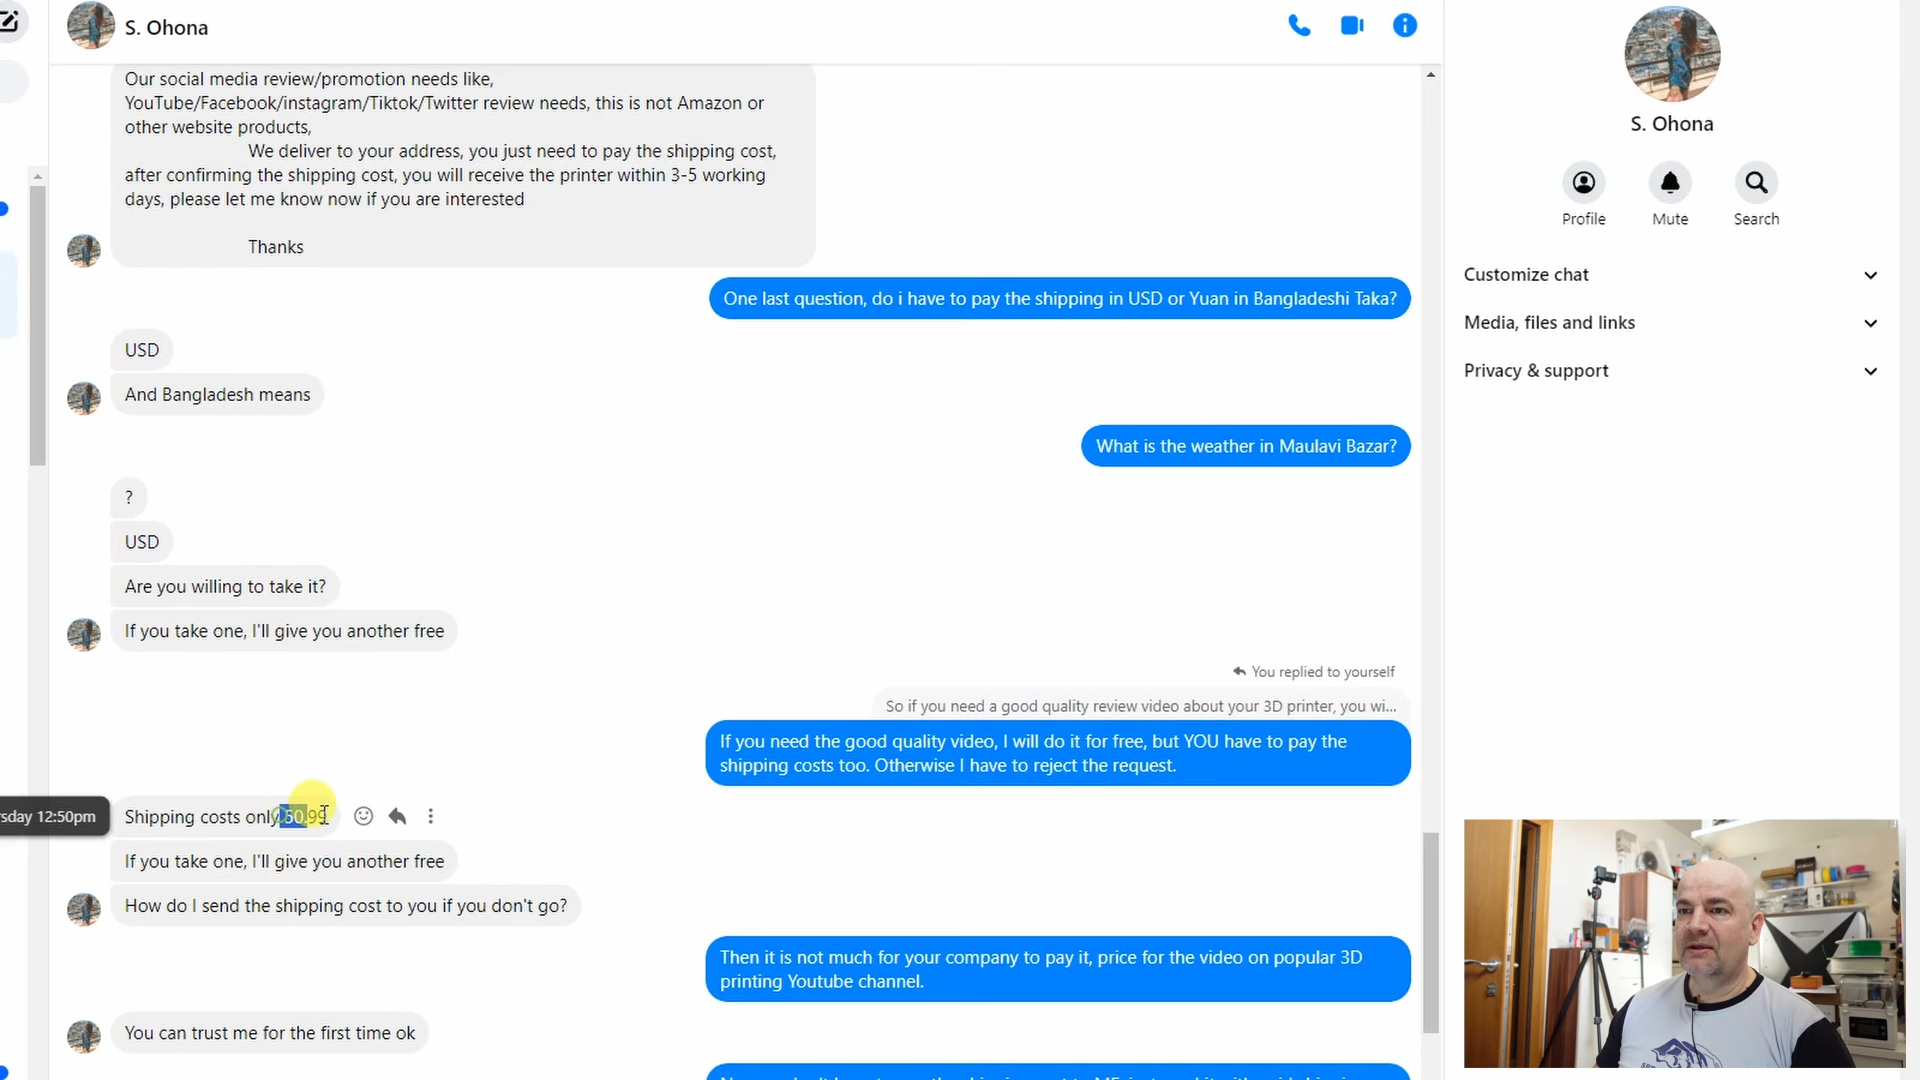 S. Ohona
Our social media review/promotion needs like,
YouTube/Facebook/instagram/Tiktok/Twitter review needs, this is not Amazon or
other website products,
We deliver to your address, you just need to pay the shipping cost,
after confirming the shipping cost, you will receive the printer within 3-5 working
days, please let me know now if you are interested
Thanks
One last question, do i have to pay the shipping in USD or Yuan in Bangladeshi Taka?
USD
And Bangladesh means
What is the weather in Maulavi Bazar?
?
USD
Are you willing to take it?
If you take one, I'll give you another free
You replied to yourself
So if you need a good quality review video about your 3D printer, you wi...
If you need the good quality video, I will do it for free, but YOU have to pay the
shipping costs too. Otherwise I have to reject the request.
sday 12:50pm
Shipping costs only 50.99
If you take one, I'll give you another free
How do I send the shipping cost to you if you don't go?
Then it is not much for your company to pay it, price for the video on popular 3D
printing Youtube channel.
You can trust me for the first time ok
S. Ohona
Profile
Mute
Search
Customize chat
Media, files and links
Privacy & support